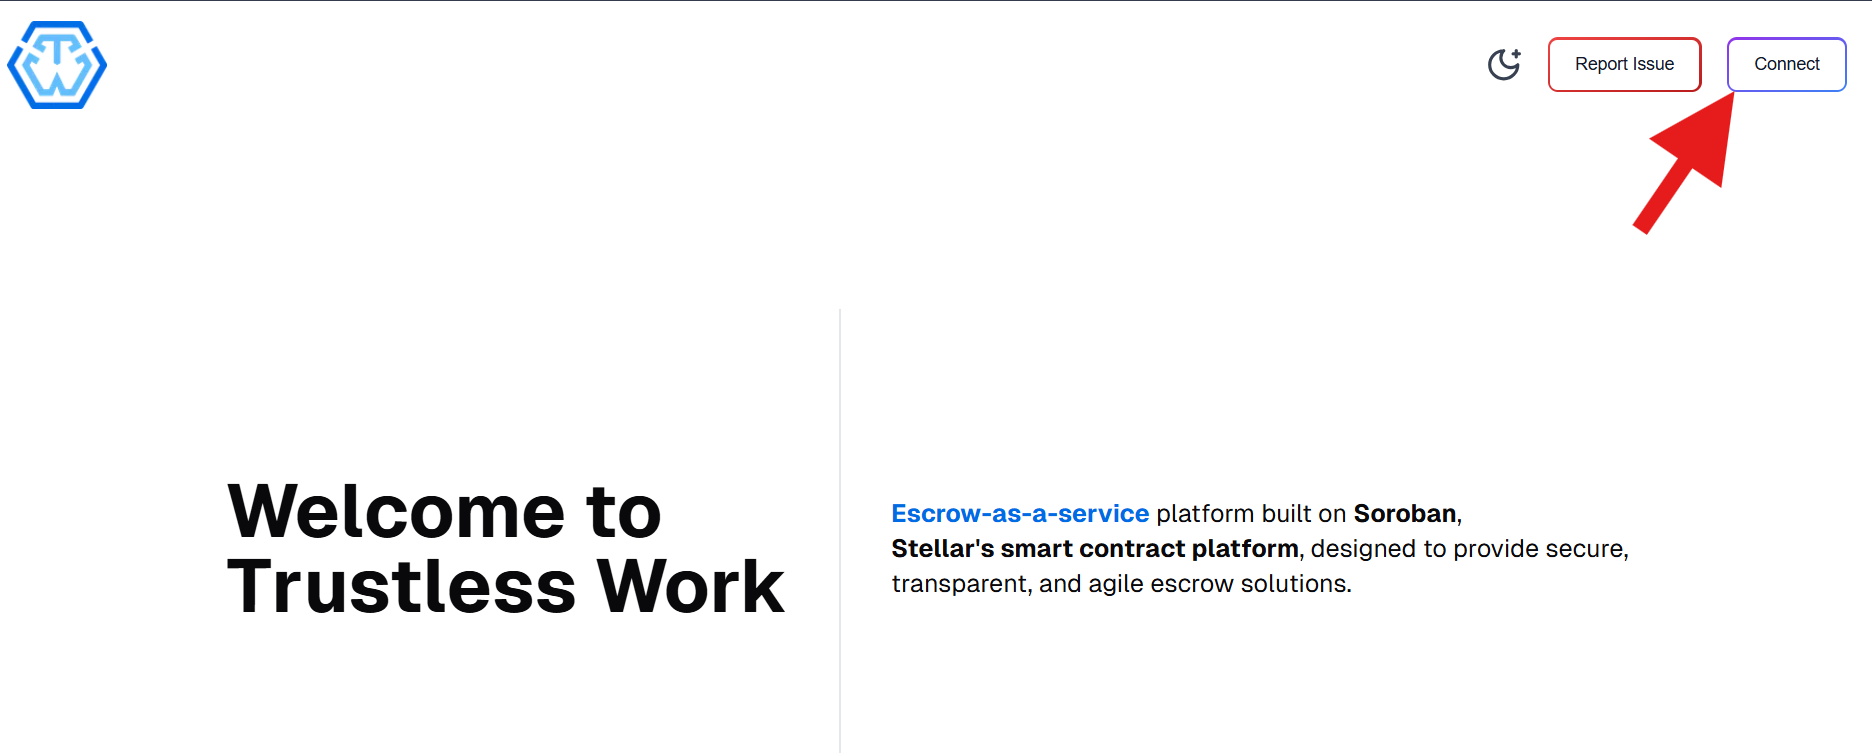 TW
Report Issue
Connect
Welcome to
Trustless Work
Escrow-as-a-service platform built on Soroban,
Stellar's smart contract platform, designed to provide secure,
transparent, and agile escrow solutions.